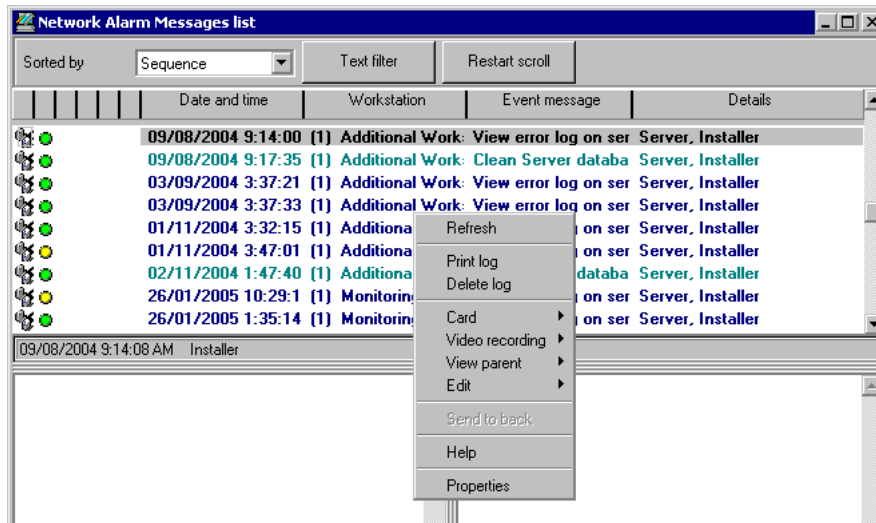 Network Alarm Messages list
Sorted by Sequence Text filter Restart scroll
Date and time Workstation Event message Details
09/08/2004 9:14:00 (1) Additional Work: View error log on ser Server, Installer
09/08/2004 9:17:35 (1) Additional Work: Clean Server databa Server, Installer
03/09/2004 3:37:21 (1) Additional Work: View error log on ser Server, Installer
03/09/2004 3:37:33 (1) Additional Work: View error log on ser Server, Installer
01/11/2004 3:32:15 (1) Additiona on ser Server, Installer
01/11/2004 3:47:01 (1) Additiona on ser Server, Installer
02/11/2004 1:47:40 (1) Additiona databa Server, Installer
26/01/2005 10:29:1 (1) Monitoring on ser Server, Installer
26/01/2005 1:35:14 (1) Monitoring on ser Server, Installer
09/08/2004 9:14:08 AM Installer
Refresh
Print log
Delete log
Card
Video recording
View parent
Edit
Send to back
Help
Properties